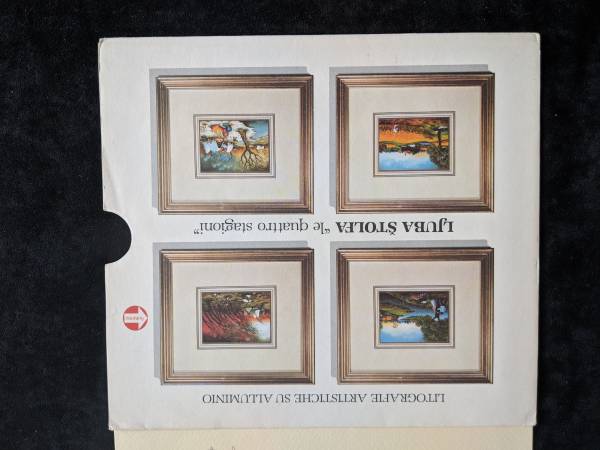 LITOGRAFIE ARTISTICHE SU ALLUMINIO
LJUBA ŠTOLFA “le quattro stagioni”